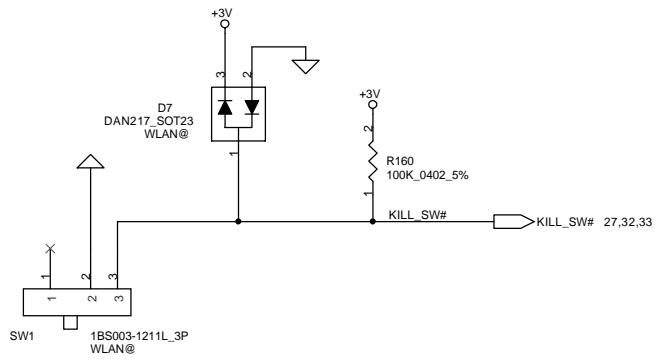 +3V
3
2
D7
DAN217_SOT23
WLAN@
1
+3V
2
R160
100K_0402_5%
1
KILL_SW#
KILL_SW# 27,32,33
1
2
3
1
2
3
SW1
1BS003-1211L_3P
WLAN@